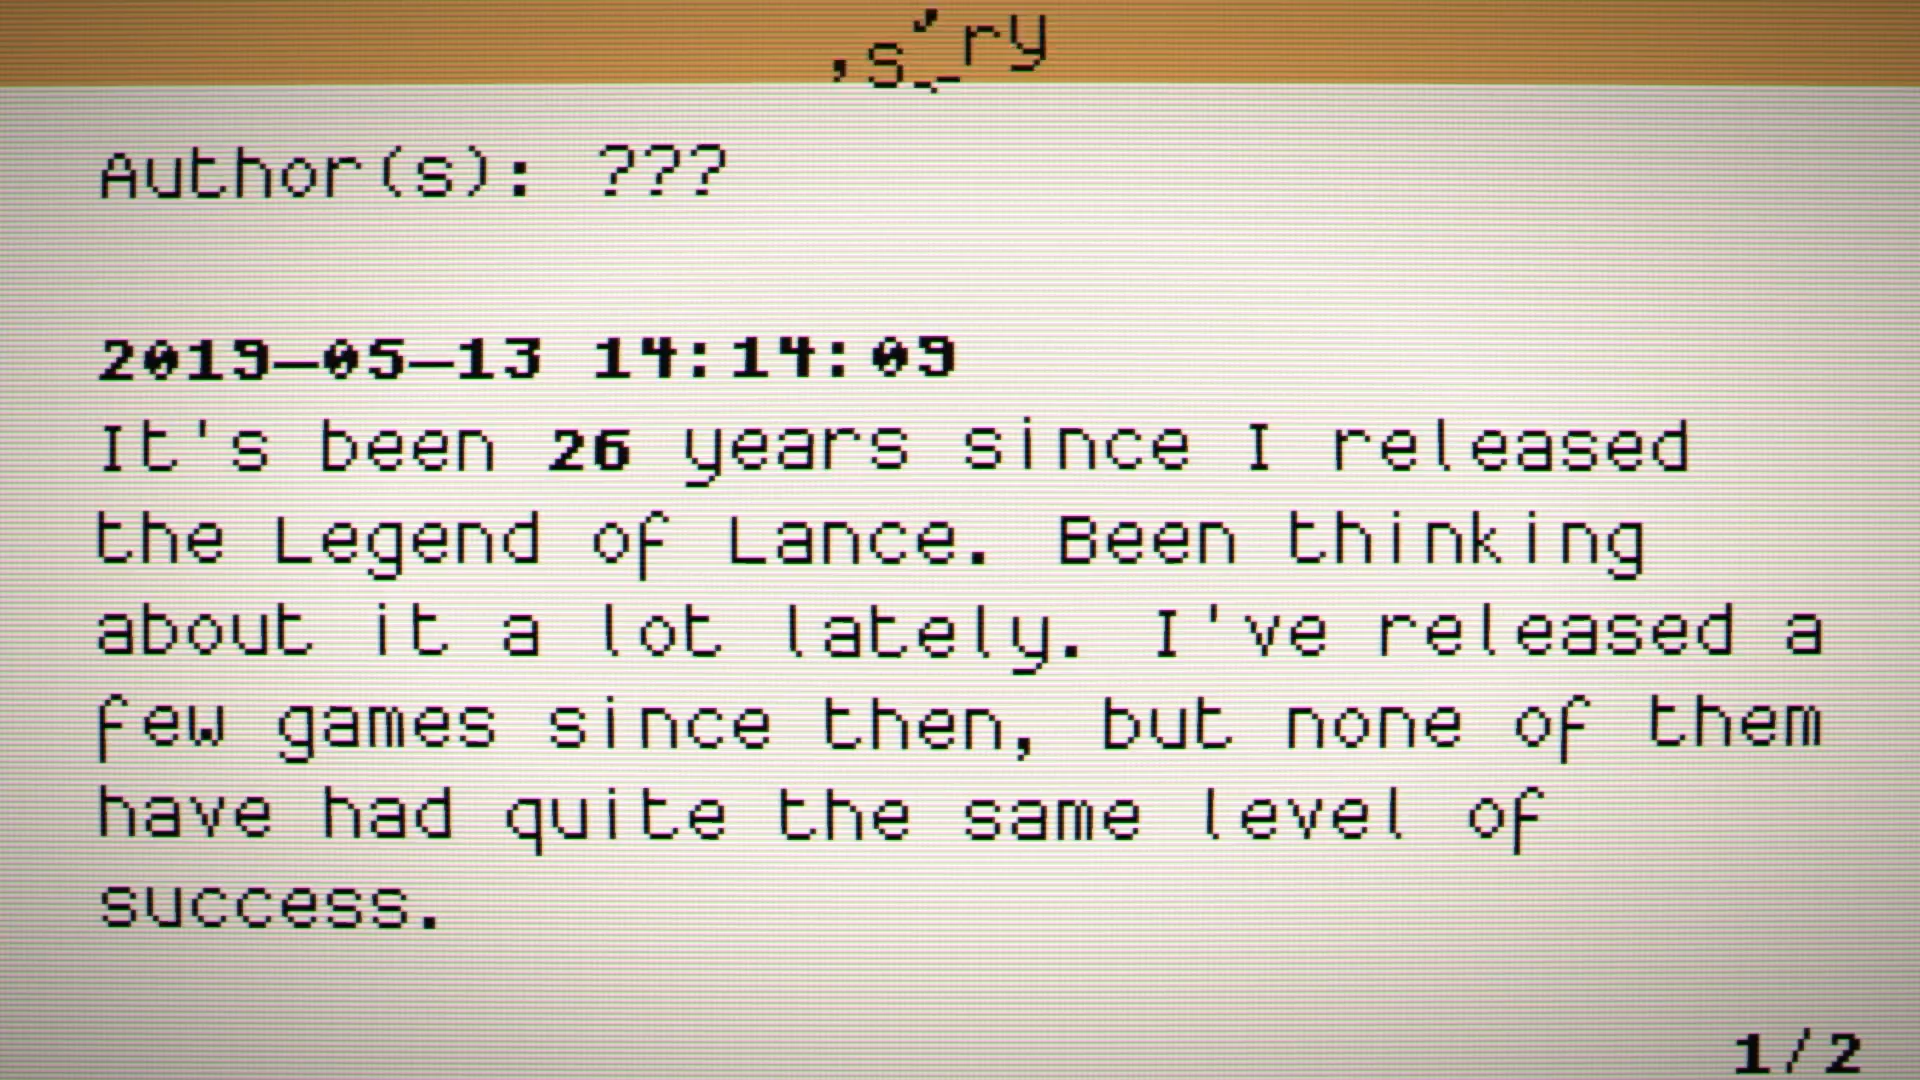 Author(s): ???
2019-05-13 14:14:09
It's been 26 years since I released
the Legend of Lance. Been thinking
about it a lot lately. I've released a
few games since then, but none of them
have had quite the same level of
success.
1/2